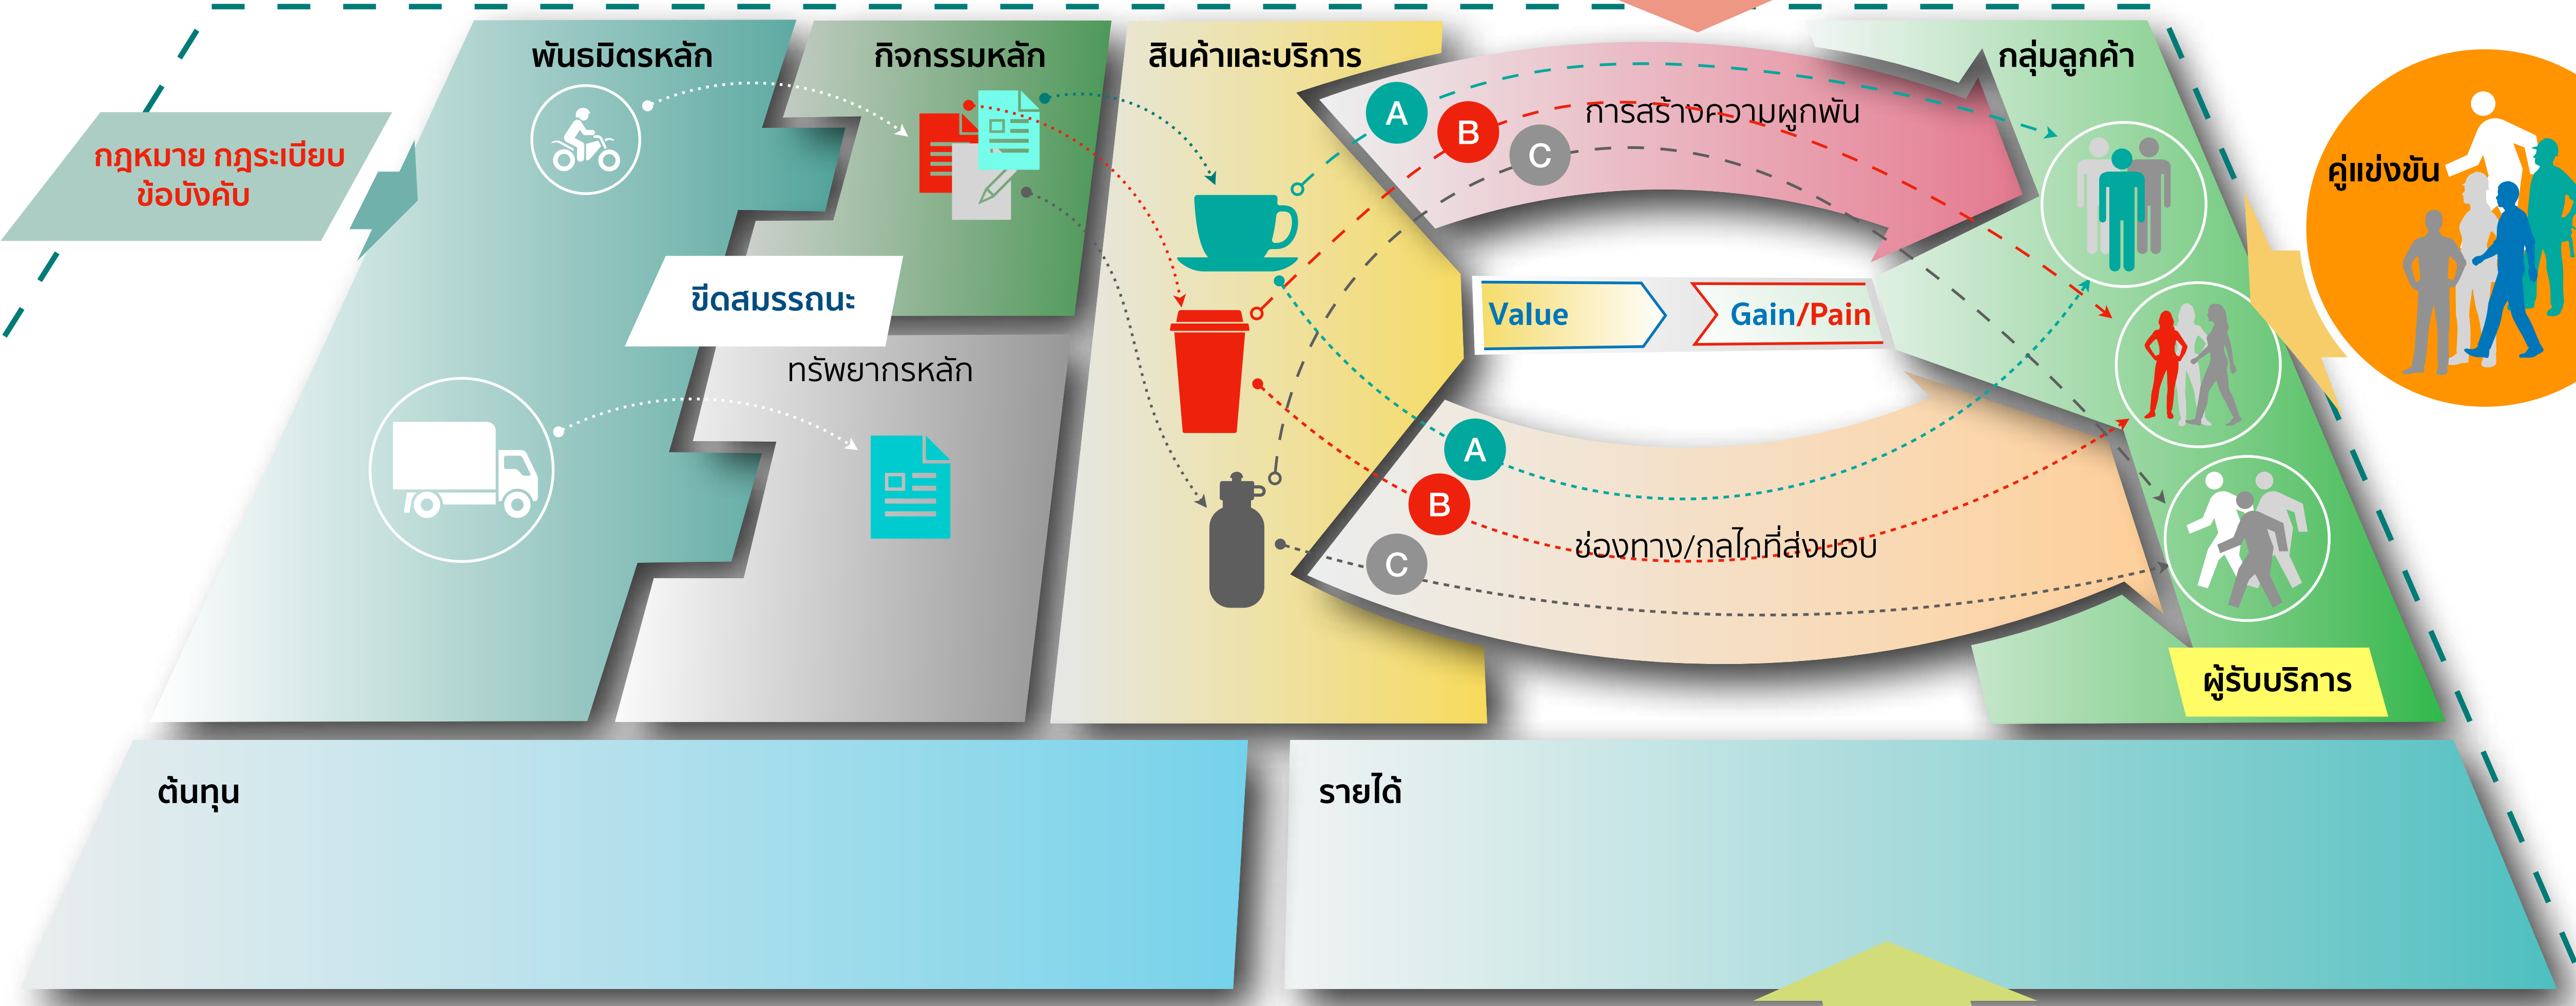 พันธมิตรหลัก
กิจกรรมหลัก
สินค้าและบริการ
กลุ่มลูกค้า
กฎหมาย กฎระเบียบ
ข้อบังคับ
A
B
C
การสร้างความผูกพัน
คู่แข่งขัน
ขีดสมรรถนะ
Value
Gain/Pain
ทรัพยากรหลัก
A
B
C
ช่องทาง/กลไกที่ส่งมอบ
ผู้รับบริการ
ต้นทุน
รายได้